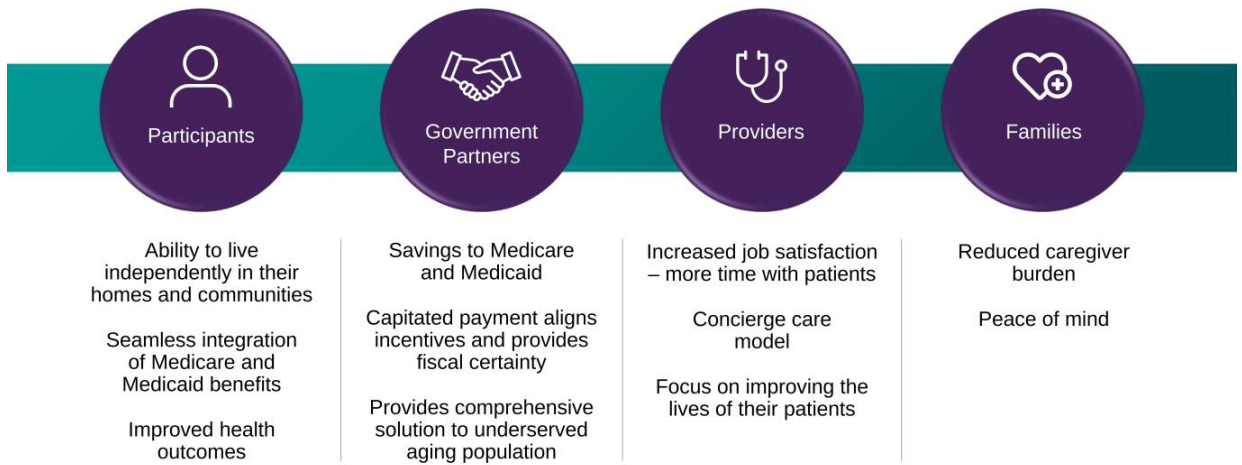 Participants
Government
Partners
Providers
Families
Ability to live
independently in their
homes and communities
Seamless integration
of Medicare and
Medicaid benefits
Improved health
outcomes
Savings to Medicare
and Medicaid
Capitated payment aligns
incentives and provides
fiscal certainty
Provides comprehensive
solution to underserved
aging population
Increased job satisfaction
– more time with patients
Concierge care
model
Focus on improving the
lives of their patients
Reduced caregiver
burden
Peace of mind